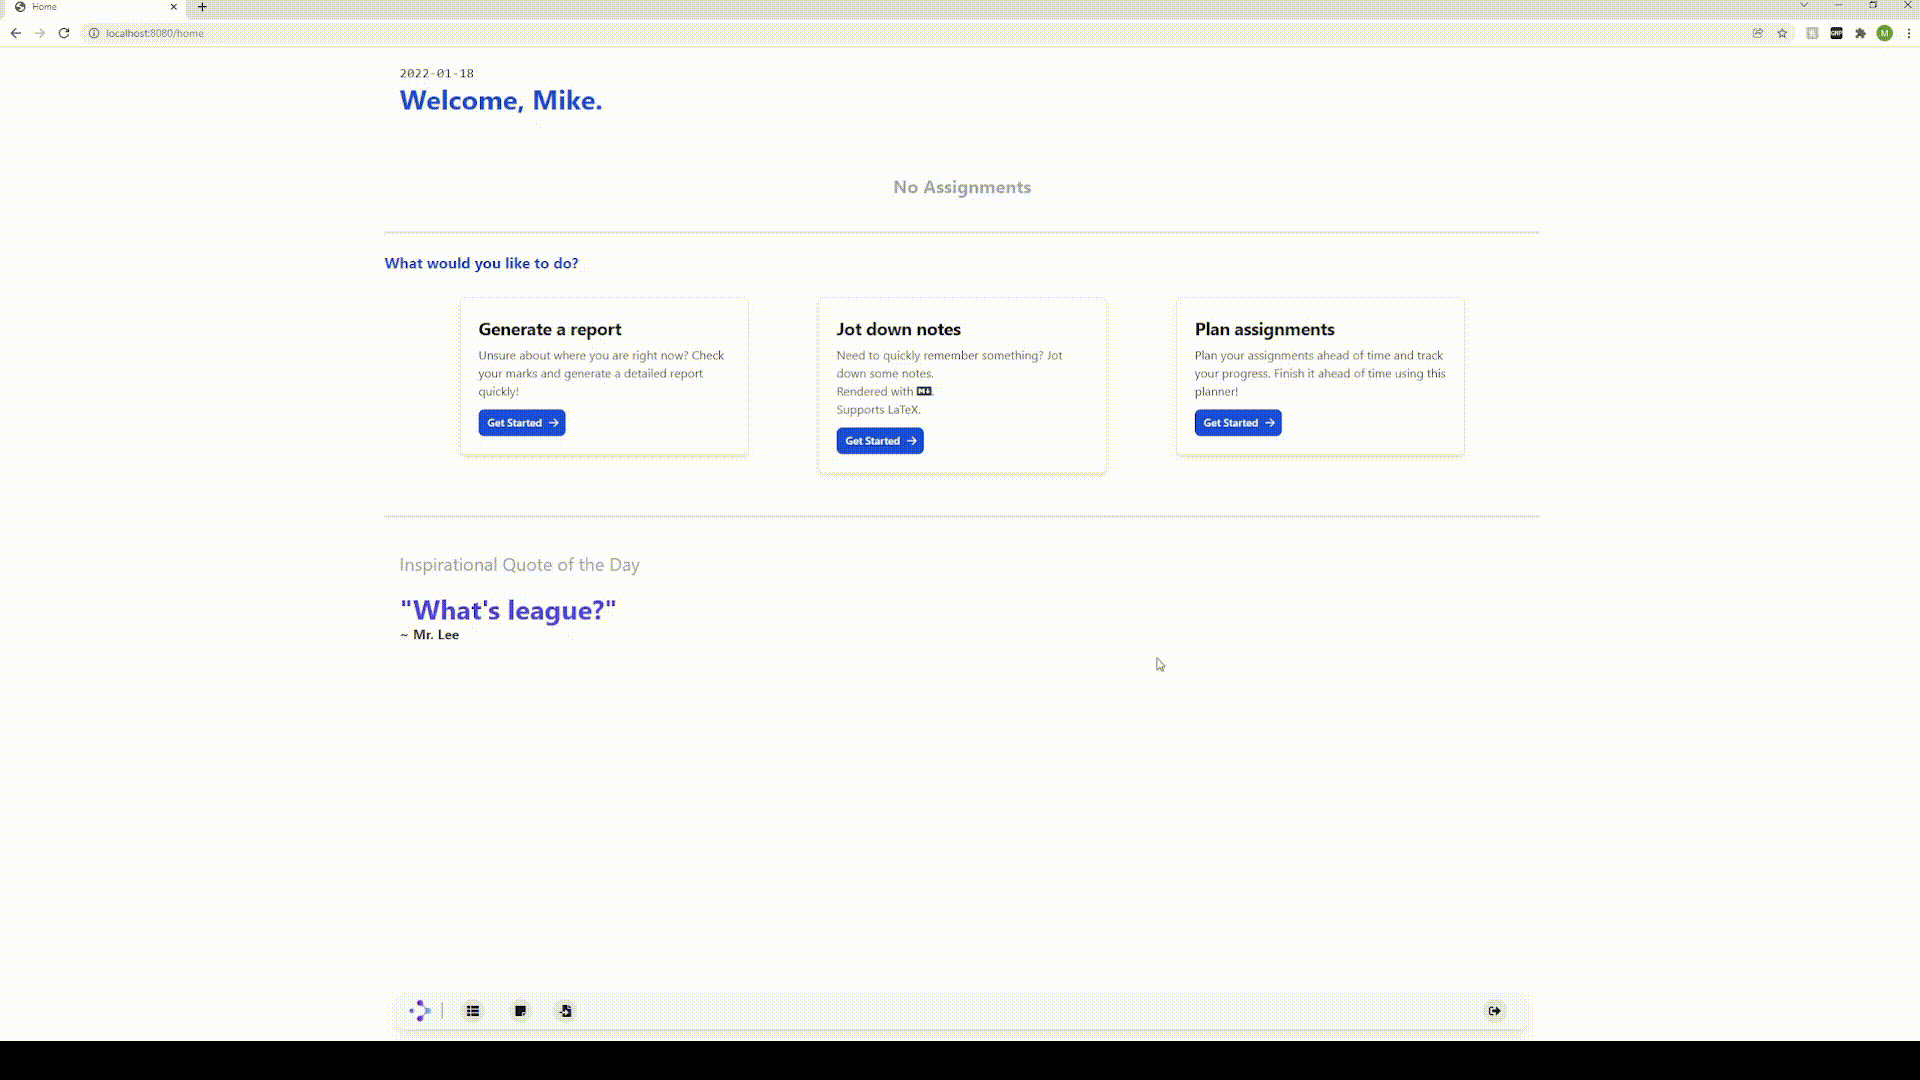 Home
localhost:8080/home
GMP
M
2022-01-18
Welcome, Mike.
No Assignments
What would you like to do?
Generate a report
Unsure about where you are right now? Check
your marks and generate a detailed report
quickly!
Get Started
Jot down notes
Need to quickly remember something? Jot
down some notes.
Rendered with
Supports LaTeX.
Get Started
Plan assignments
Plan your assignments ahead of time and track
your progress. Finish it ahead of time using this
planner!
Get Started
Inspirational Quote of the Day
"What's league?"
~ Mr. Lee